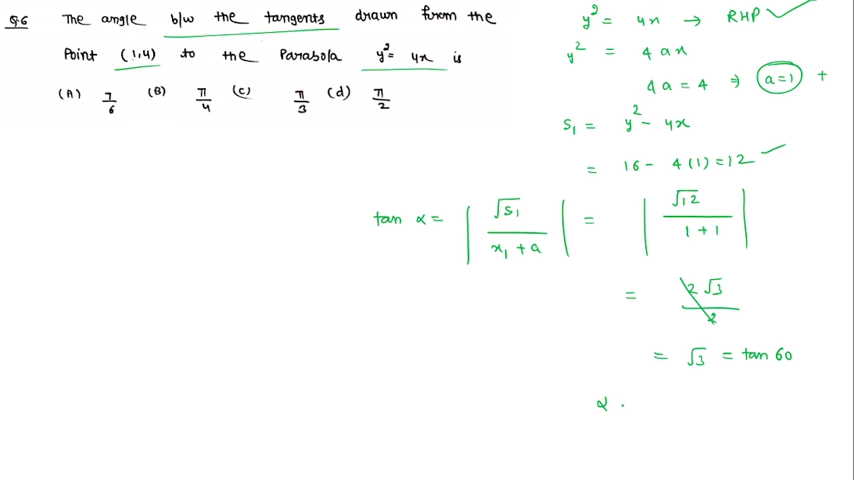 Q.6 The angle b/w the tangents drawn form the
Point (1,4) to the Parabola y² = 4x is
(A) π/6 (B) π/4 (C) π/3 (d) π/2
y² = 4x → RHP ✓
y² = 4ax
4a = 4 ⇒ a=1 +
S₁ = y² - 4x
= 16 - 4(1) = 12 ✓
tan α = | √S₁ / x₁ + a | = | √12 / 1 + 1 |
= 2√3 / 2
= √3 = tan 60
α